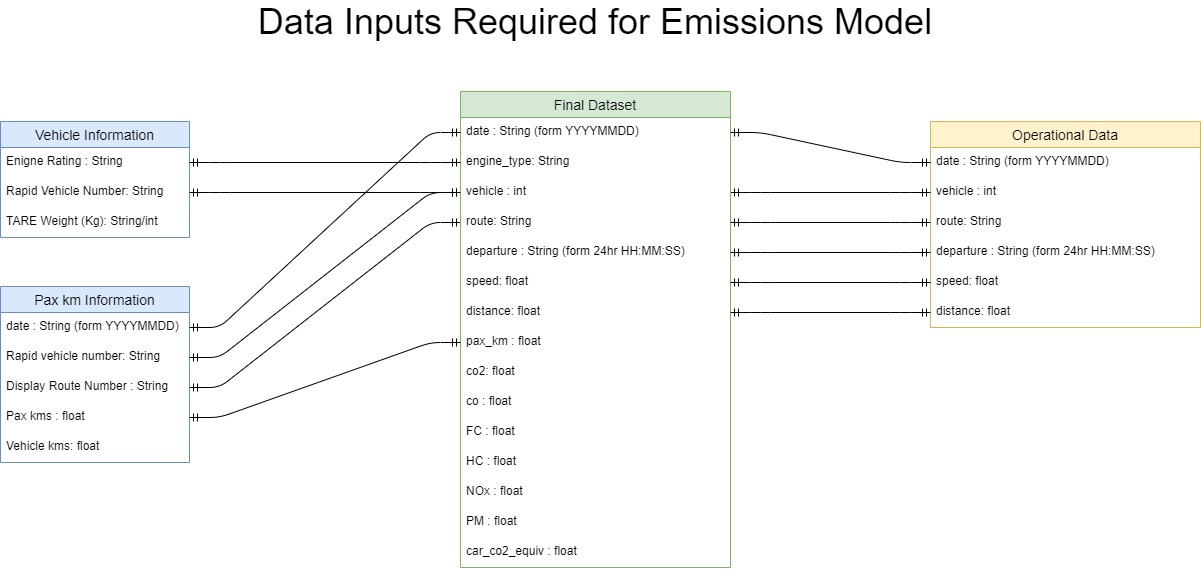 Data Inputs Required for Emissions Model
Vehicle Information
Enigne Rating : String
Rapid Vehicle Number: String
TARE Weight (Kg): String/int
Pax km Information
date : String (form YYYYMMDD)
Rapid vehicle number: String
Display Route Number : String
Pax kms : float
Vehicle kms: float
Final Dataset
date : String (form YYYYMMDD)
engine_type: String
vehicle : int
route: String
departure : String (form 24hr HH:MM:SS)
speed: float
distance: float
pax_km : float
co2: float
co : float
FC : float
HC : float
NOx : float
PM : float
car_co2_equiv : float
Operational Data
date : String (form YYYYMMDD)
vehicle : int
route: String
departure : String (form 24hr HH:MM:SS)
speed: float
distance: float